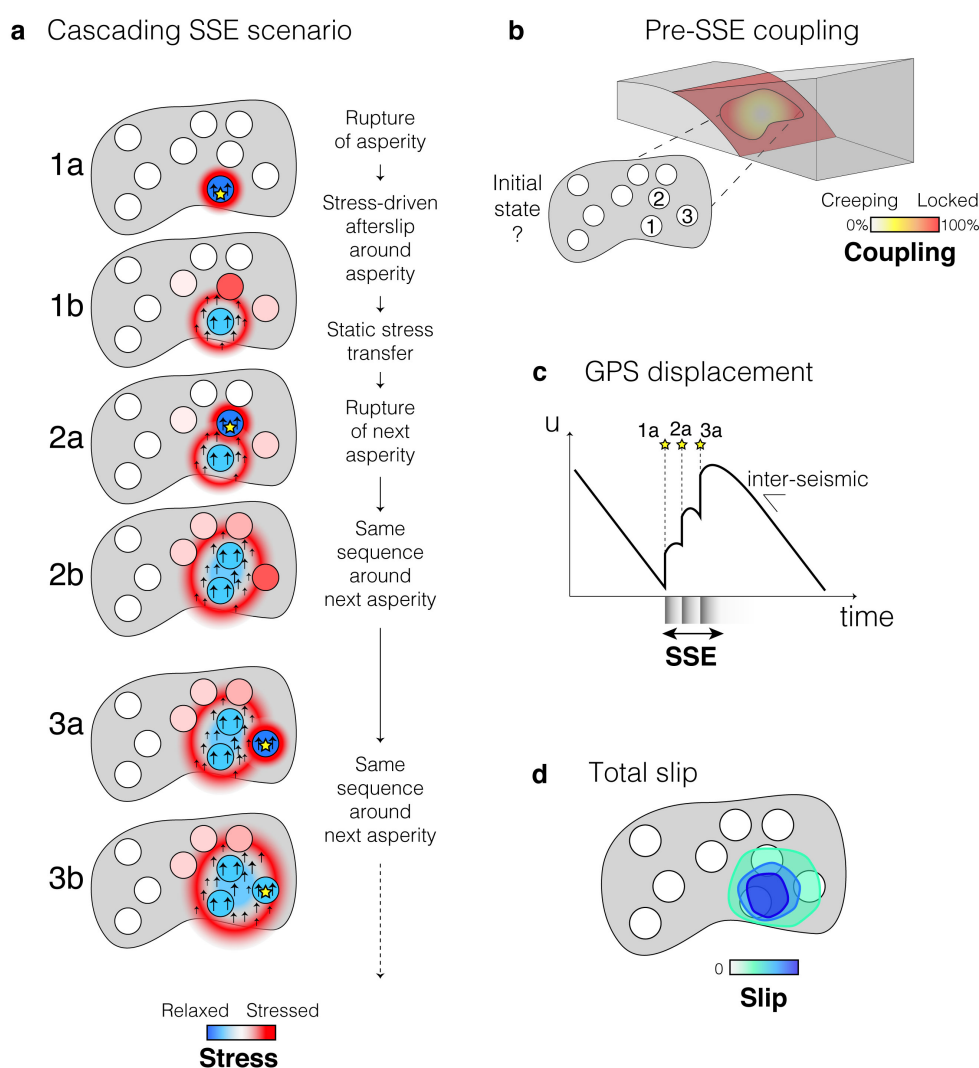 a Cascading SSE scenario
1a
Rupture
of asperity
Stress-driven
afterslip
around
asperity
1b
Static stress
transfer
2a
Rupture
of next
asperity
2b
Same
sequence
around
next asperity
3a
Same
sequence
around
next asperity
3b
Relaxed Stressed
Stress
b Pre-SSE coupling
Initial
state
?
1
2
3
Creeping Locked
0% 100%
Coupling
c GPS displacement
u
1a 2a 3a
inter-seismic
time
SSE
d Total slip
0
Slip